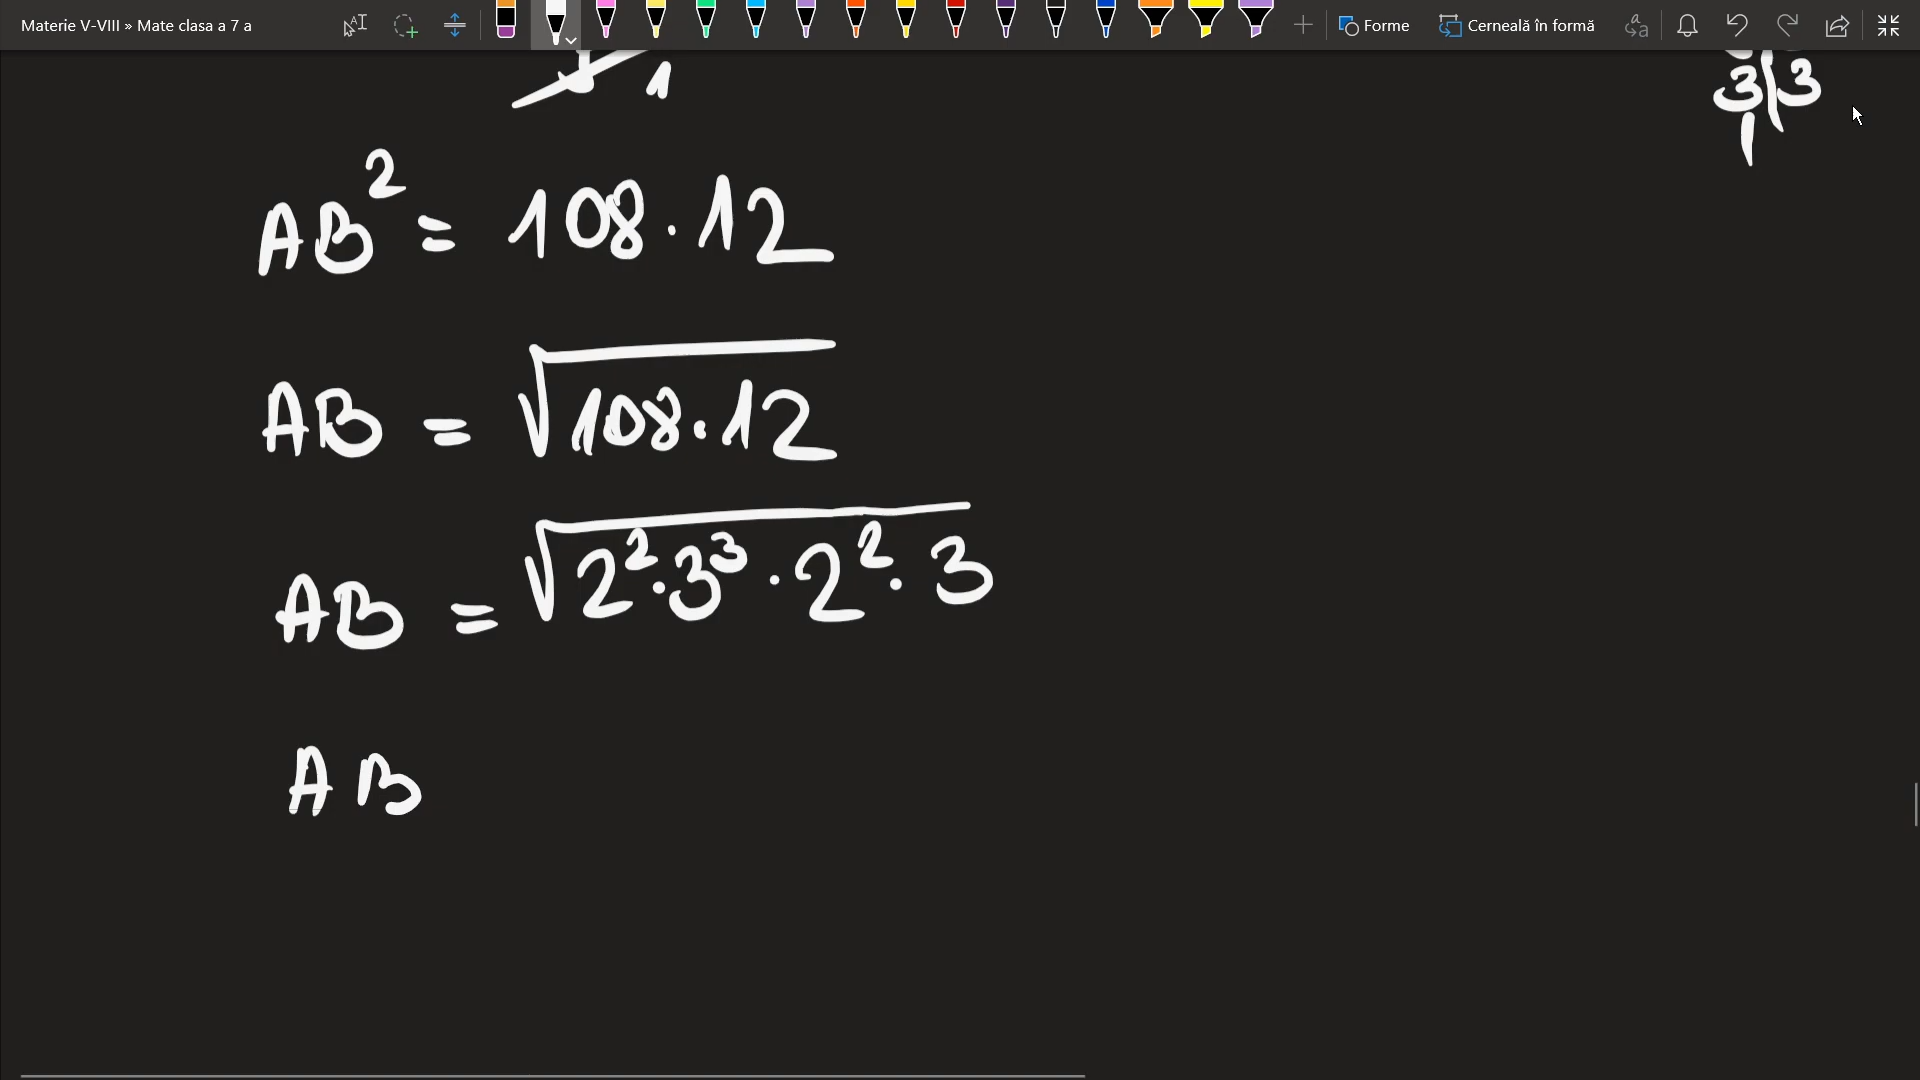 Materie V-VIII » Mate clasa a 7 a
Forme
Cerneală în formă
1
3|3
AB² = 108·12
AB = √108·12
AB = √2²·3³·2²·3
AB